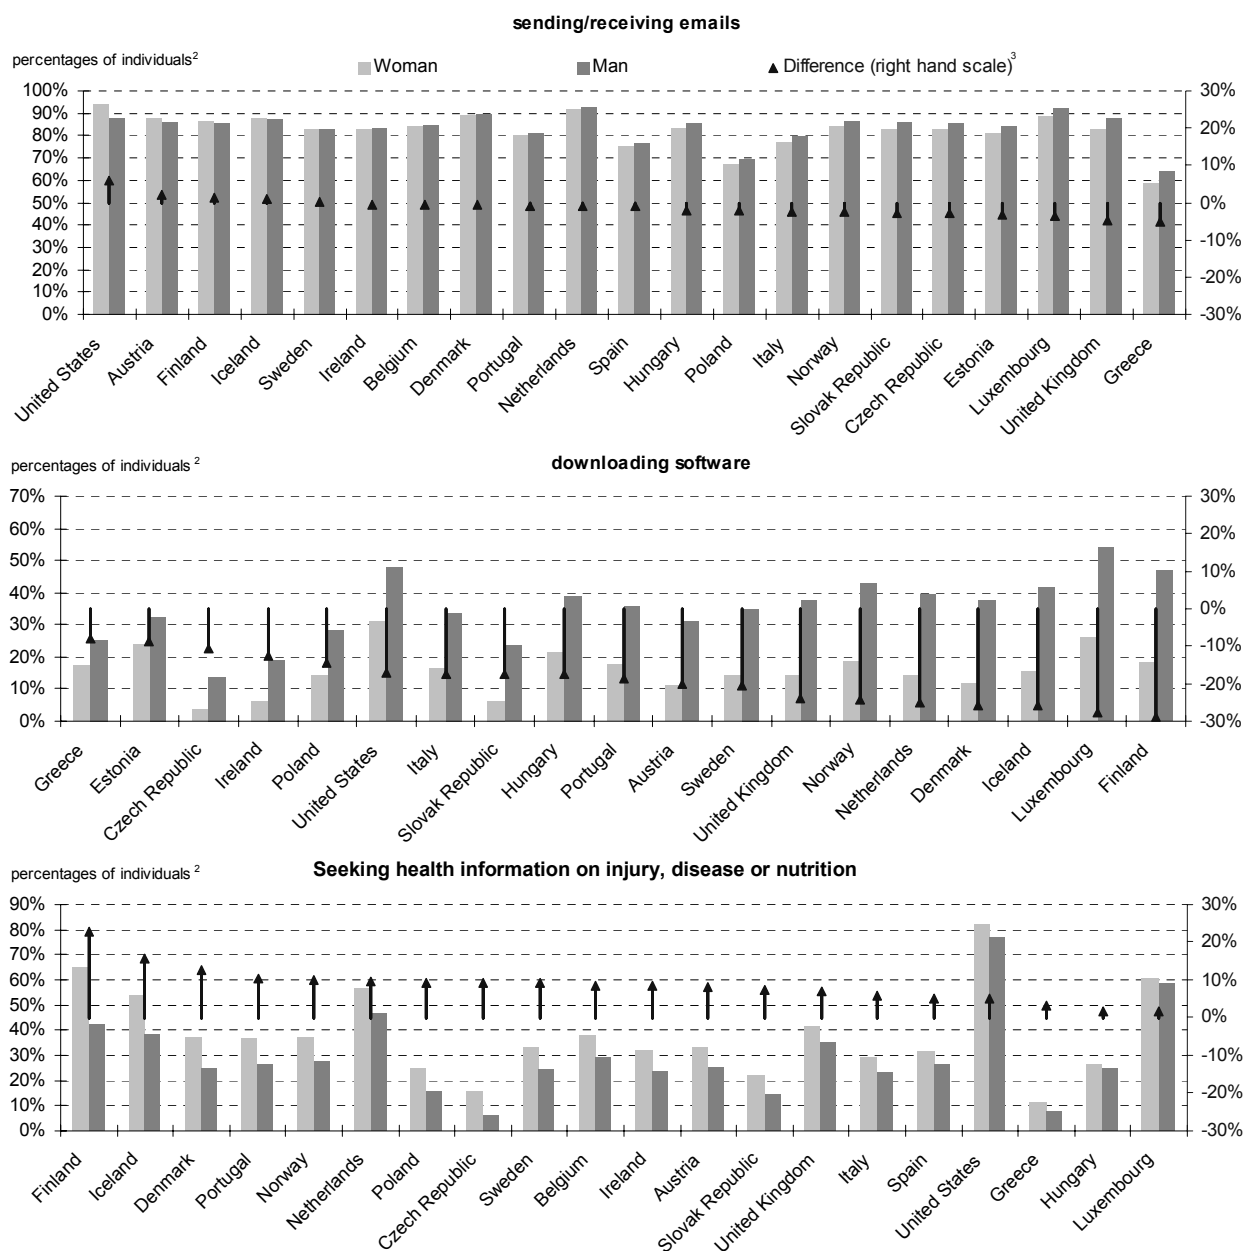 sending/receiving emails
percentages of individuals²
Woman
Man
Difference (right hand scale)³
100%
90%
80%
70%
60%
50%
40%
30%
20%
10%
0%
30%
20%
10%
0%
-10%
-20%
-30%
United States
Austria
Finland
Iceland
Sweden
Ireland
Belgium
Denmark
Portugal
Netherlands
Spain
Hungary
Poland
Italy
Norway
Slovak Republic
Czech Republic
Estonia
Luxembourg
United Kingdom
Greece
percentages of individuals ²
downloading software
70%
60%
50%
40%
30%
20%
10%
0%
30%
20%
10%
0%
-10%
-20%
-30%
Greece
Estonia
Czech Republic
Ireland
Poland
United States
Italy
Slovak Republic
Hungary
Portugal
Austria
Sweden
United Kingdom
Norway
Netherlands
Denmark
Iceland
Luxembourg
Finland
percentages of individuals ²
Seeking health information on injury, disease or nutrition
90%
80%
70%
60%
50%
40%
30%
20%
10%
0%
30%
20%
10%
0%
-10%
-20%
-30%
Finland
Iceland
Denmark
Portugal
Norway
Netherlands
Poland
Czech Republic
Sweden
Belgium
Ireland
Austria
Slovak Republic
United Kingdom
Italy
Spain
United States
Greece
Hungary
Luxembourg